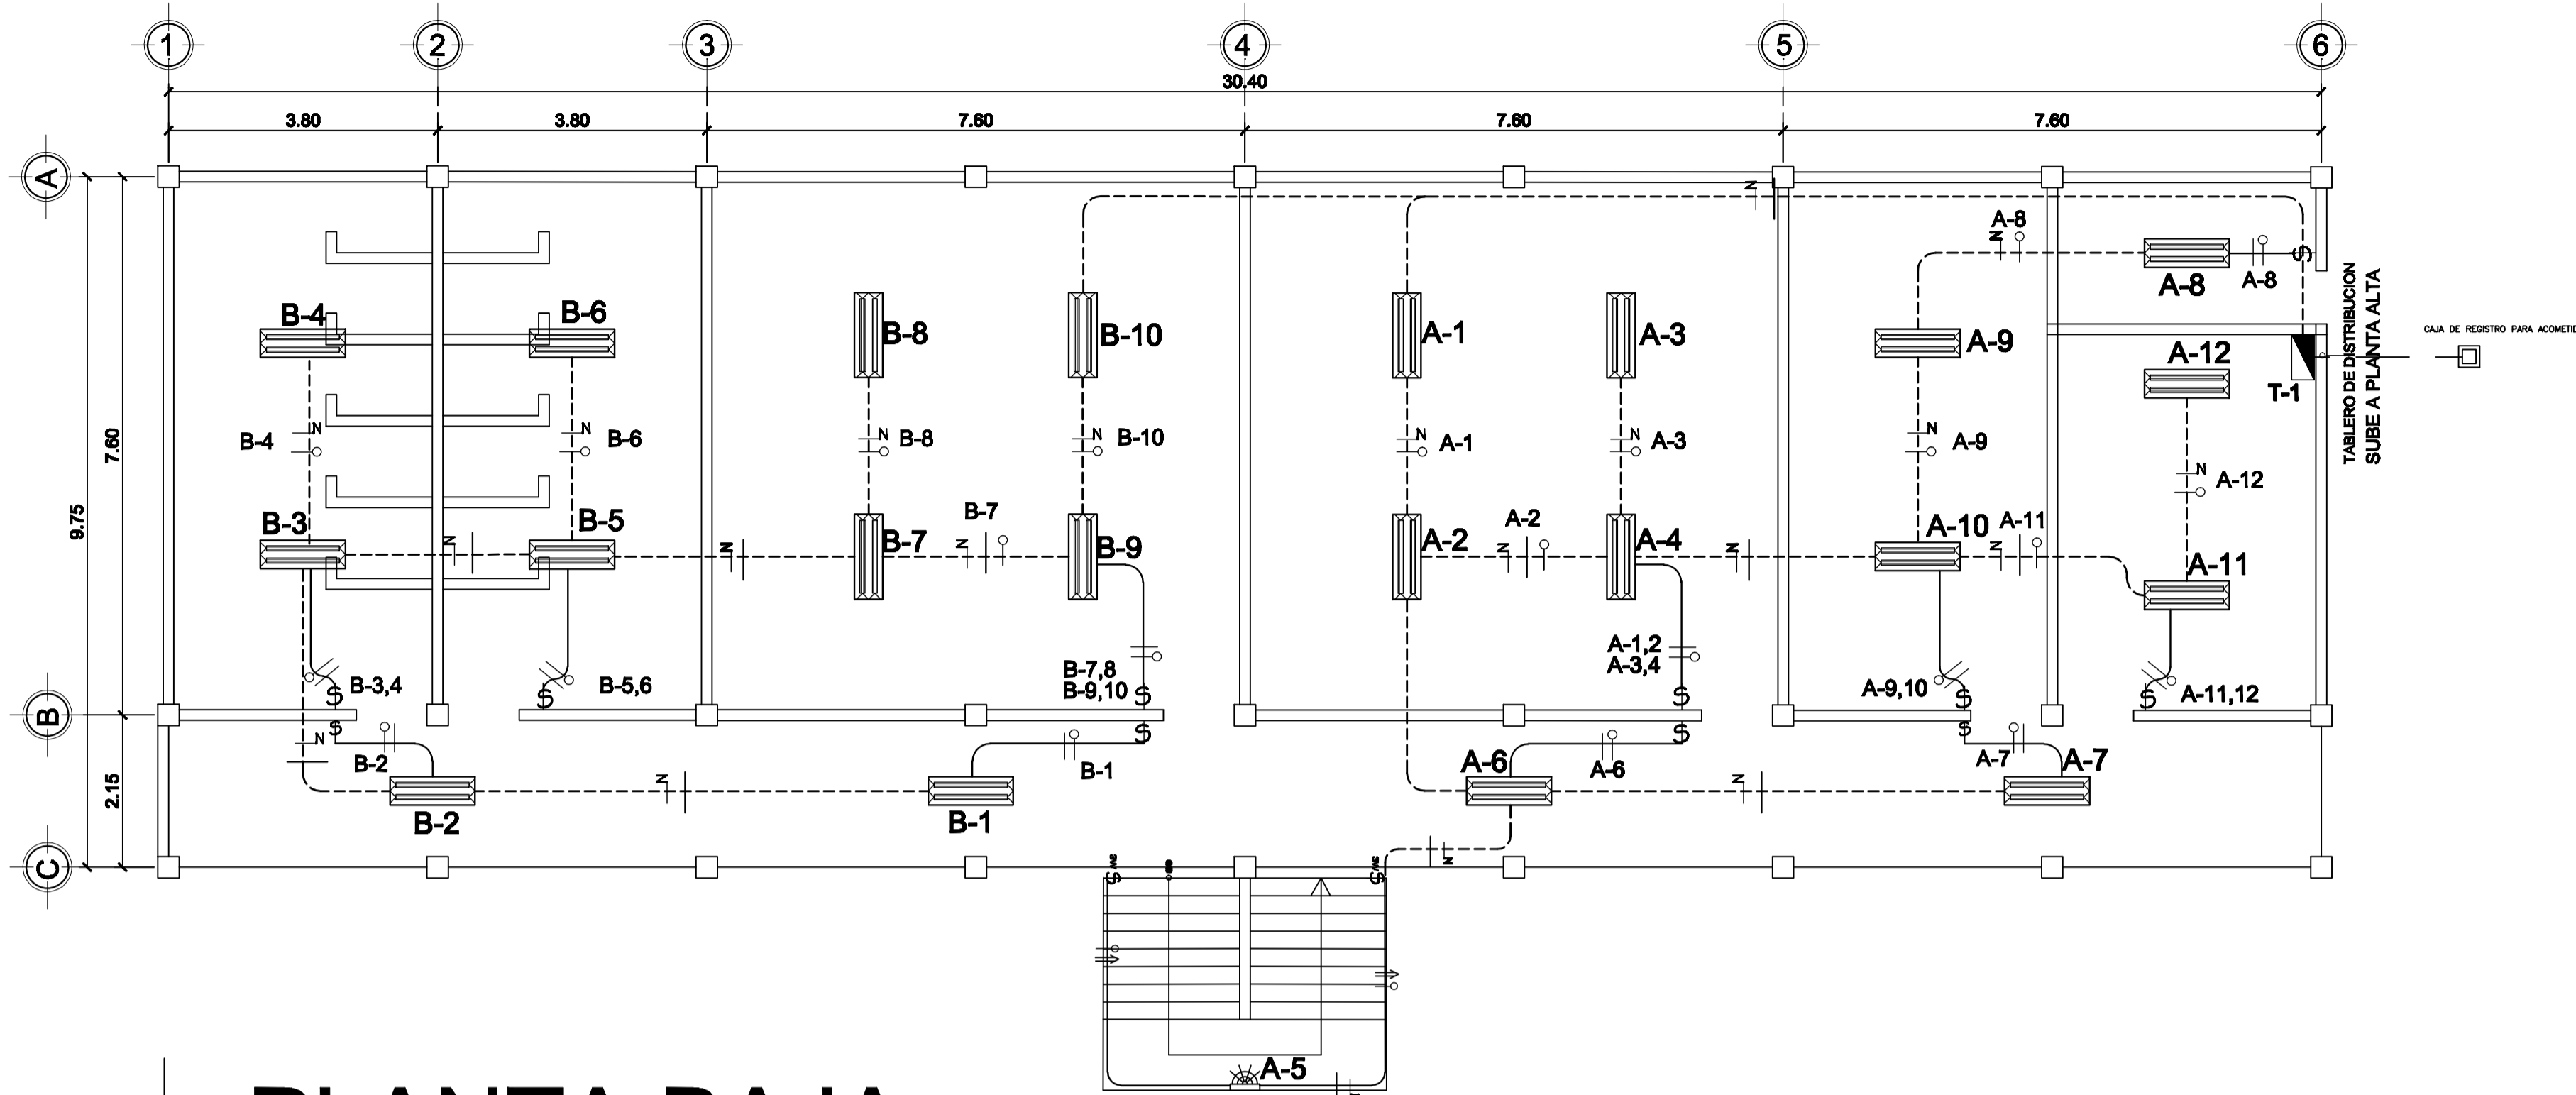 1 2 3 4 5 6
30.40
3.80 3.80 7.60 7.60 7.60
A
B
C
9.75
7.60
2.15
N
A-8
A-8
A-8
B-4
B-6
B-8
B-10
A-1
A-3
A-9
A-12
T-1
TABLERO DE DISTRIBUCION
SUBE A PLANTA ALTA
CAJA DE REGISTRO PARA ACOMETID
B-4 N
N B-6
N B-8
N B-10
N A-1
N A-3
N A-9
N A-12
B-3
B-5
B-7
B-7
B-9
A-2
A-2
A-4
A-10
A-11
A-11
N N N N N N
B-3,4
B-5,6
B-7,8
B-9,10
A-1,2
A-3,4
A-9,10
A-11,12
S S S S S S
S S S S
N
B-2
B-1
A-6
A-6
A-7
A-7
B-2
B-1
N N
N
3W S
3W S
A-5
PLANTA BAJA